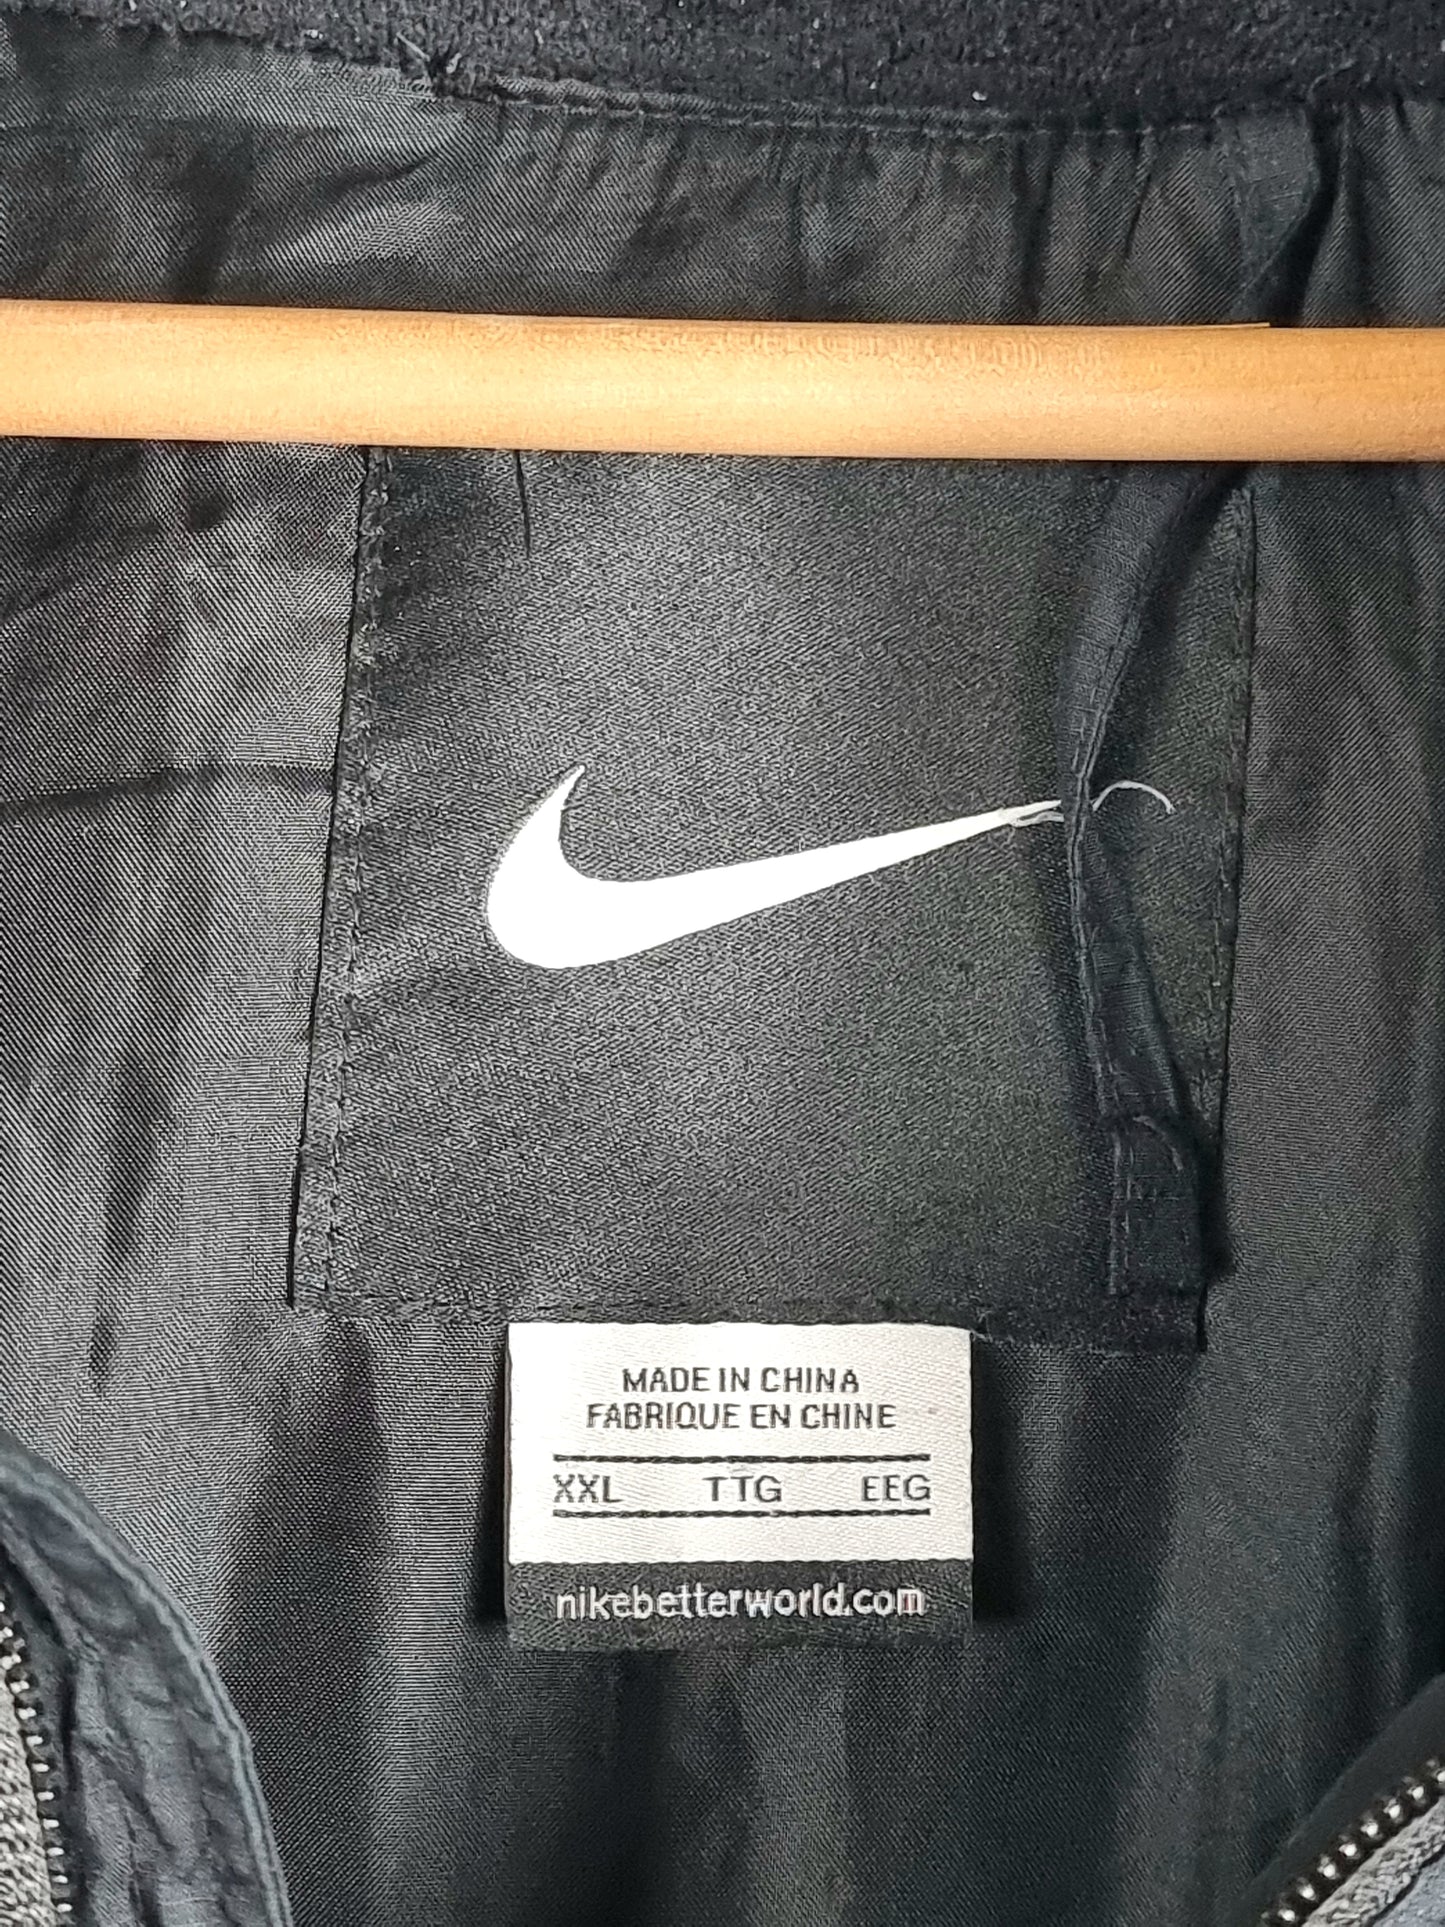 MADE IN CHINA
FABRIQUE EN CHINE
XXL TTG EEG
nikebetterworld.com